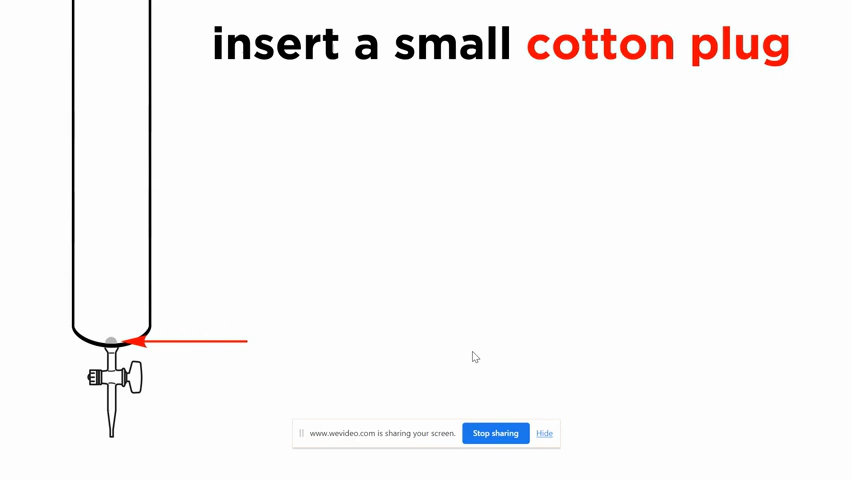 insert a small cotton plug
www.wevideo.com is sharing your screen. Stop sharing Hide